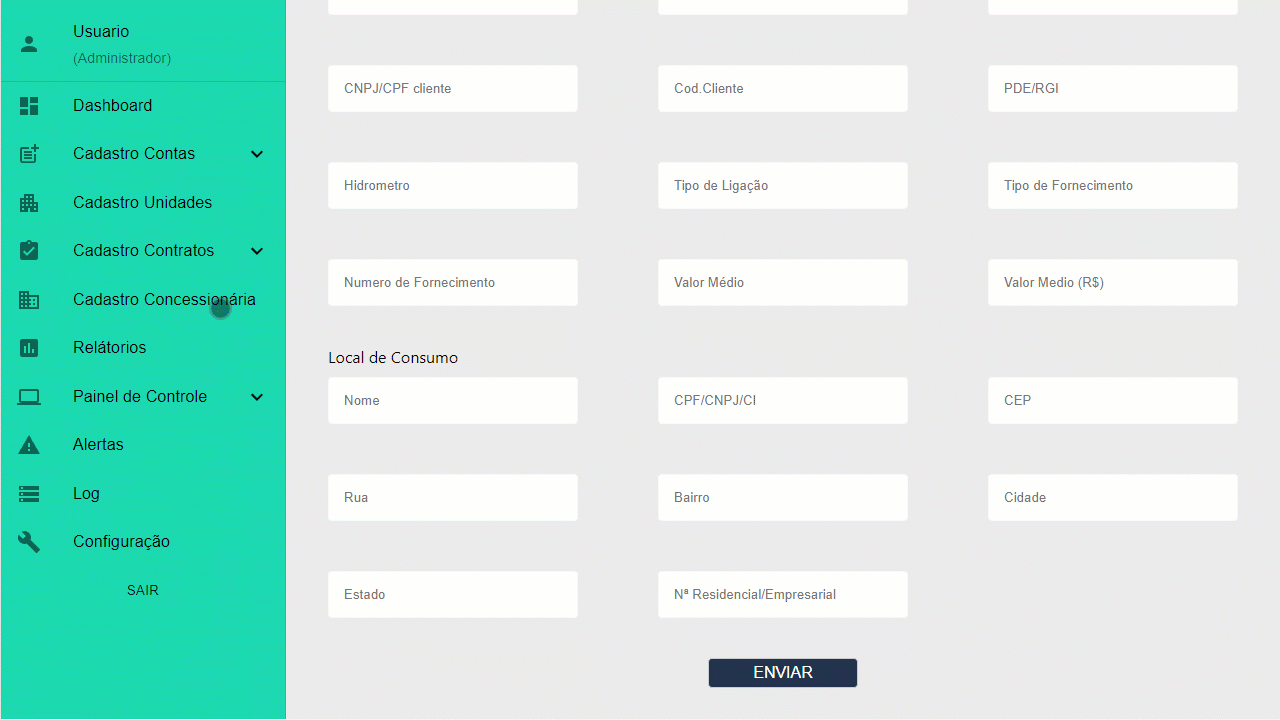 Usuario
(Administrador)
Dashboard
Cadastro Contas
Cadastro Unidades
Cadastro Contratos
Cadastro Concessionária
Relátorios
Painel de Controle
Alertas
Log
Configuração
SAIR
CNPJ/CPF cliente
Cod.Cliente
PDE/RGI
Hidrometro
Tipo de Ligação
Tipo de Fornecimento
Numero de Fornecimento
Valor Médio
Valor Medio (R$)
Local de Consumo
Nome
CPF/CNPJ/CI
CEP
Rua
Bairro
Cidade
Estado
Nª Residencial/Empresarial
ENVIAR